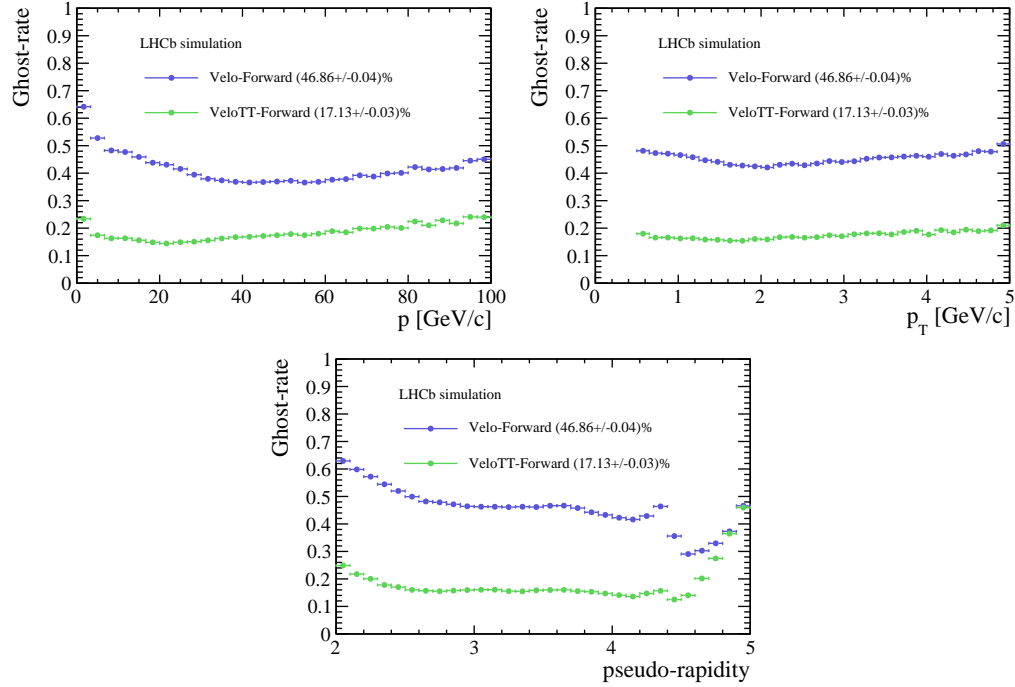 Ghost-rate
1
0.9
0.8
0.7
0.6
0.5
0.4
0.3
0.2
0.1
0
LHCb simulation
Velo-Forward (46.86+/-0.04)%
VeloTT-Forward (17.13+/-0.03)%
0 20 40 60 80 100
p [GeV/c]
Ghost-rate
1
0.9
0.8
0.7
0.6
0.5
0.4
0.3
0.2
0.1
0
LHCb simulation
Velo-Forward (46.86+/-0.04)%
VeloTT-Forward (17.13+/-0.03)%
0 1 2 3 4 5
p_T [GeV/c]
Ghost-rate
1
0.9
0.8
0.7
0.6
0.5
0.4
0.3
0.2
0.1
0
LHCb simulation
Velo-Forward (46.86+/-0.04)%
VeloTT-Forward (17.13+/-0.03)%
2 3 4 5
pseudo-rapidity